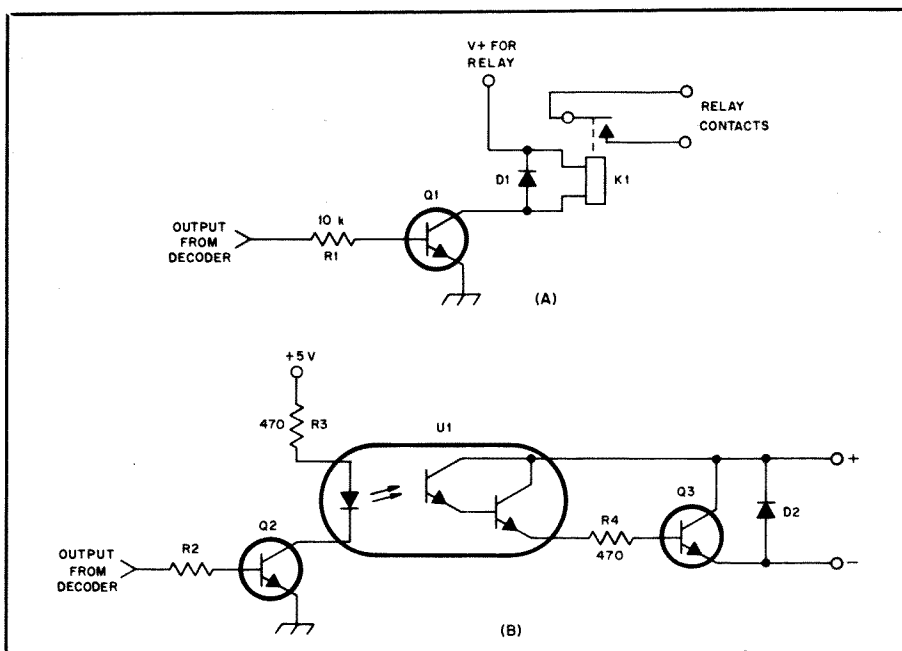 V+ FOR
RELAY
RELAY
CONTACTS
D1
K1
Q1
10 k
R1
OUTPUT
FROM
DECODER
(A)
+5 V
470
R3
U1
+
Q3
D2
Q2
R4
470
OUTPUT
FROM
DECODER
R2
−
(B)